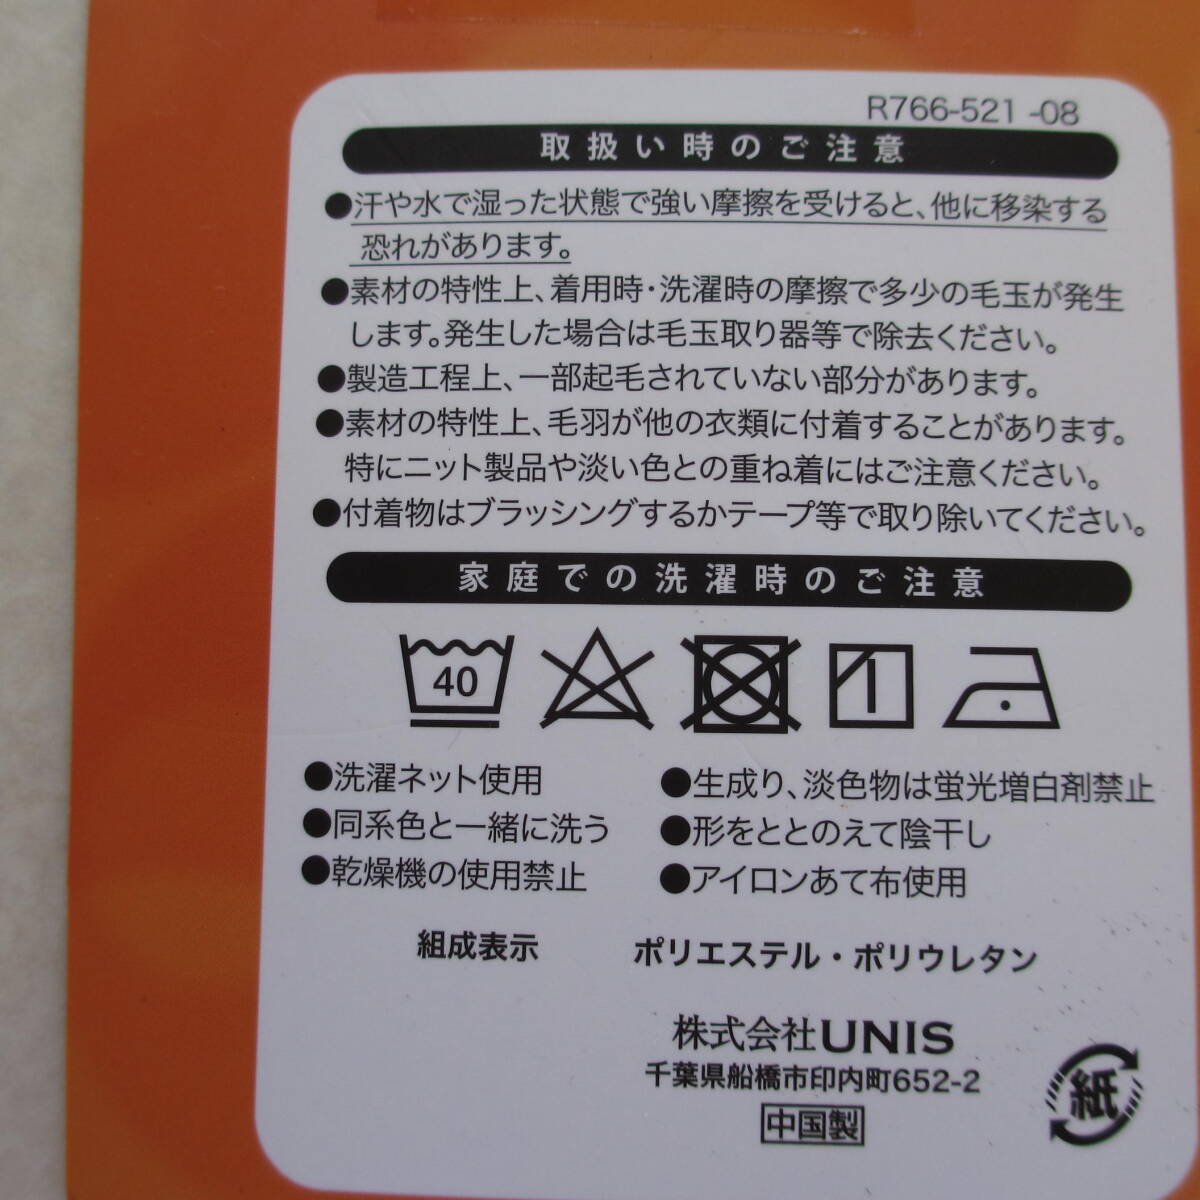 R766-521 -08
取扱い時のご注意
●汗や水で湿った状態で強い摩擦を受けると、他に移染する
恐れがあります。
●素材の特性上、着用時・洗濯時の摩擦で多少の毛玉が発生
します。発生した場合は毛玉取り器等で除去ください。
●製造工程上、一部起毛されていない部分があります。
●素材の特性上、毛羽が他の衣類に付着することがあります。
特にニット製品や淡い色との重ね着にはご注意ください。
●付着物はブラッシングするかテープ等で取り除いてください。
家庭での洗濯時のご注意
40
●洗濯ネット使用
●同系色と一緒に洗う
●乾燥機の使用禁止
●生成り、淡色物は蛍光増白剤禁止
●形をととのえて陰干し
●アイロンあて布使用
組成表示 ポリエステル・ポリウレタン
株式会社UNIS
千葉県船橋市印内町652-2
中国製
紙